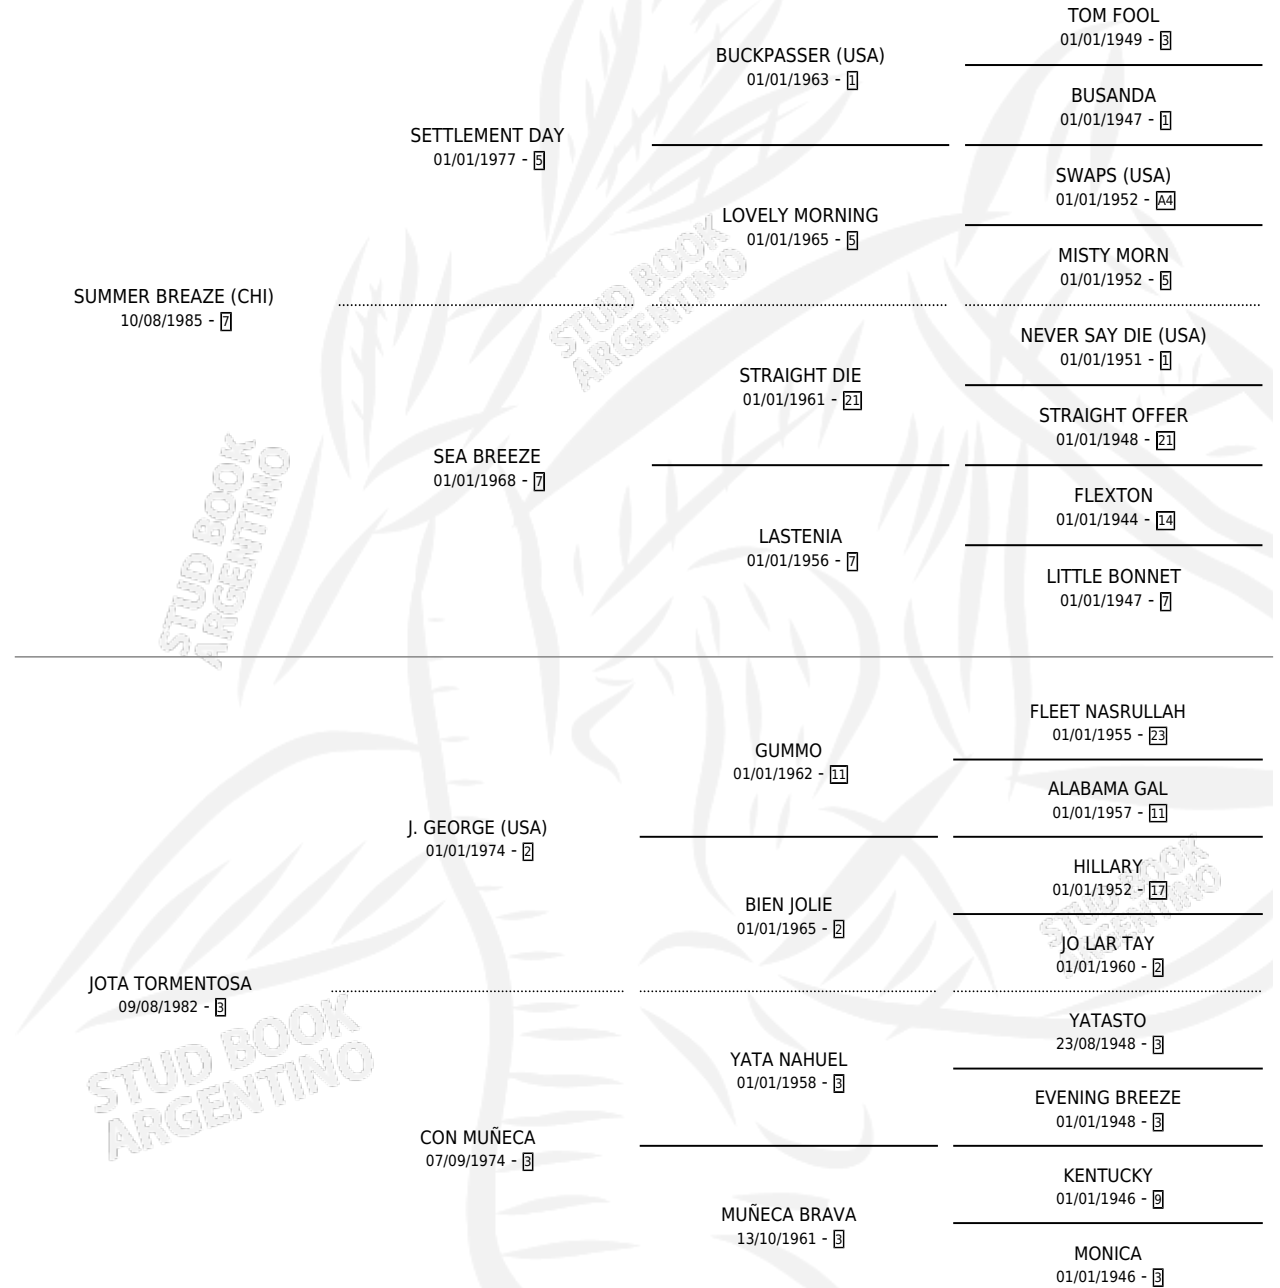 TOM FOOL
01/01/1949 - 3
BUCKPASSER (USA)
01/01/1963 - 1
BUSANDA
01/01/1947 - 1
SETTLEMENT DAY
01/01/1977 - 5
SWAPS (USA)
01/01/1952 - A4
LOVELY MORNING
01/01/1965 - 5
MISTY MORN
01/01/1952 - 5
SUMMER BREAZE (CHI)
10/08/1985 - 7
STUD BOOK
ARGENTINO
NEVER SAY DIE (USA)
01/01/1951 - 1
STRAIGHT DIE
01/01/1961 - 21
STRAIGHT OFFER
01/01/1948 - 21
SEA BREEZE
01/01/1968 - 7
FLEXTON
01/01/1944 - 14
LASTENIA
01/01/1956 - 7
LITTLE BONNET
01/01/1947 - 7
STUD BOOK
ARGENTINO
FLEET NASRULLAH
01/01/1955 - 23
GUMMO
01/01/1962 - 11
ALABAMA GAL
01/01/1957 - 11
J. GEORGE (USA)
01/01/1974 - 2
HILLARY
01/01/1952 - 17
BIEN JOLIE
01/01/1965 - 2
STUD BOOK
ARGENTINO
JO LAR TAY
01/01/1960 - 2
JOTA TORMENTOSA
09/08/1982 - 3
YATASTO
23/08/1948 - 3
YATA NAHUEL
01/01/1958 - 3
STUD BOOK
ARGENTINO
EVENING BREEZE
01/01/1948 - 3
CON MUÑECA
07/09/1974 - 3
KENTUCKY
01/01/1946 - 9
MUÑECA BRAVA
13/10/1961 - 3
MONICA
01/01/1946 - 3